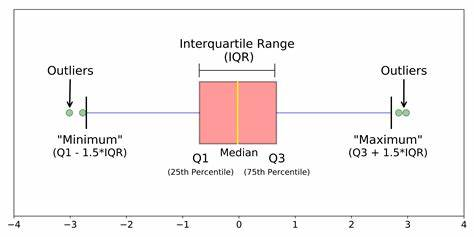 Interquartile Range
(IQR)
Outliers
Outliers
"Minimum"
(Q1 - 1.5*IQR)
Q1
(25th Percentile)
Median
Q3
(75th Percentile)
"Maximum"
(Q3 + 1.5*IQR)
−4
−3
−2
−1
0
1
2
3
4